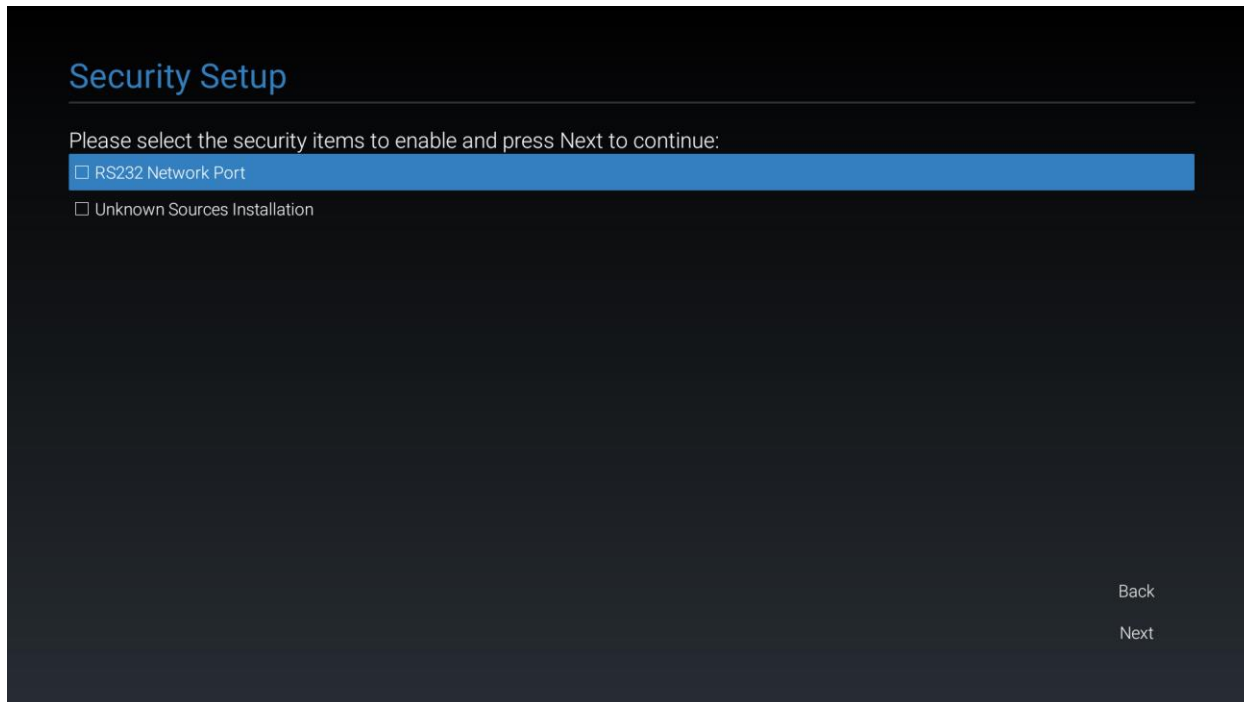 Security Setup
Please select the security items to enable and press Next to continue:
RS232 Network Port
Unknown Sources Installation
Back
Next